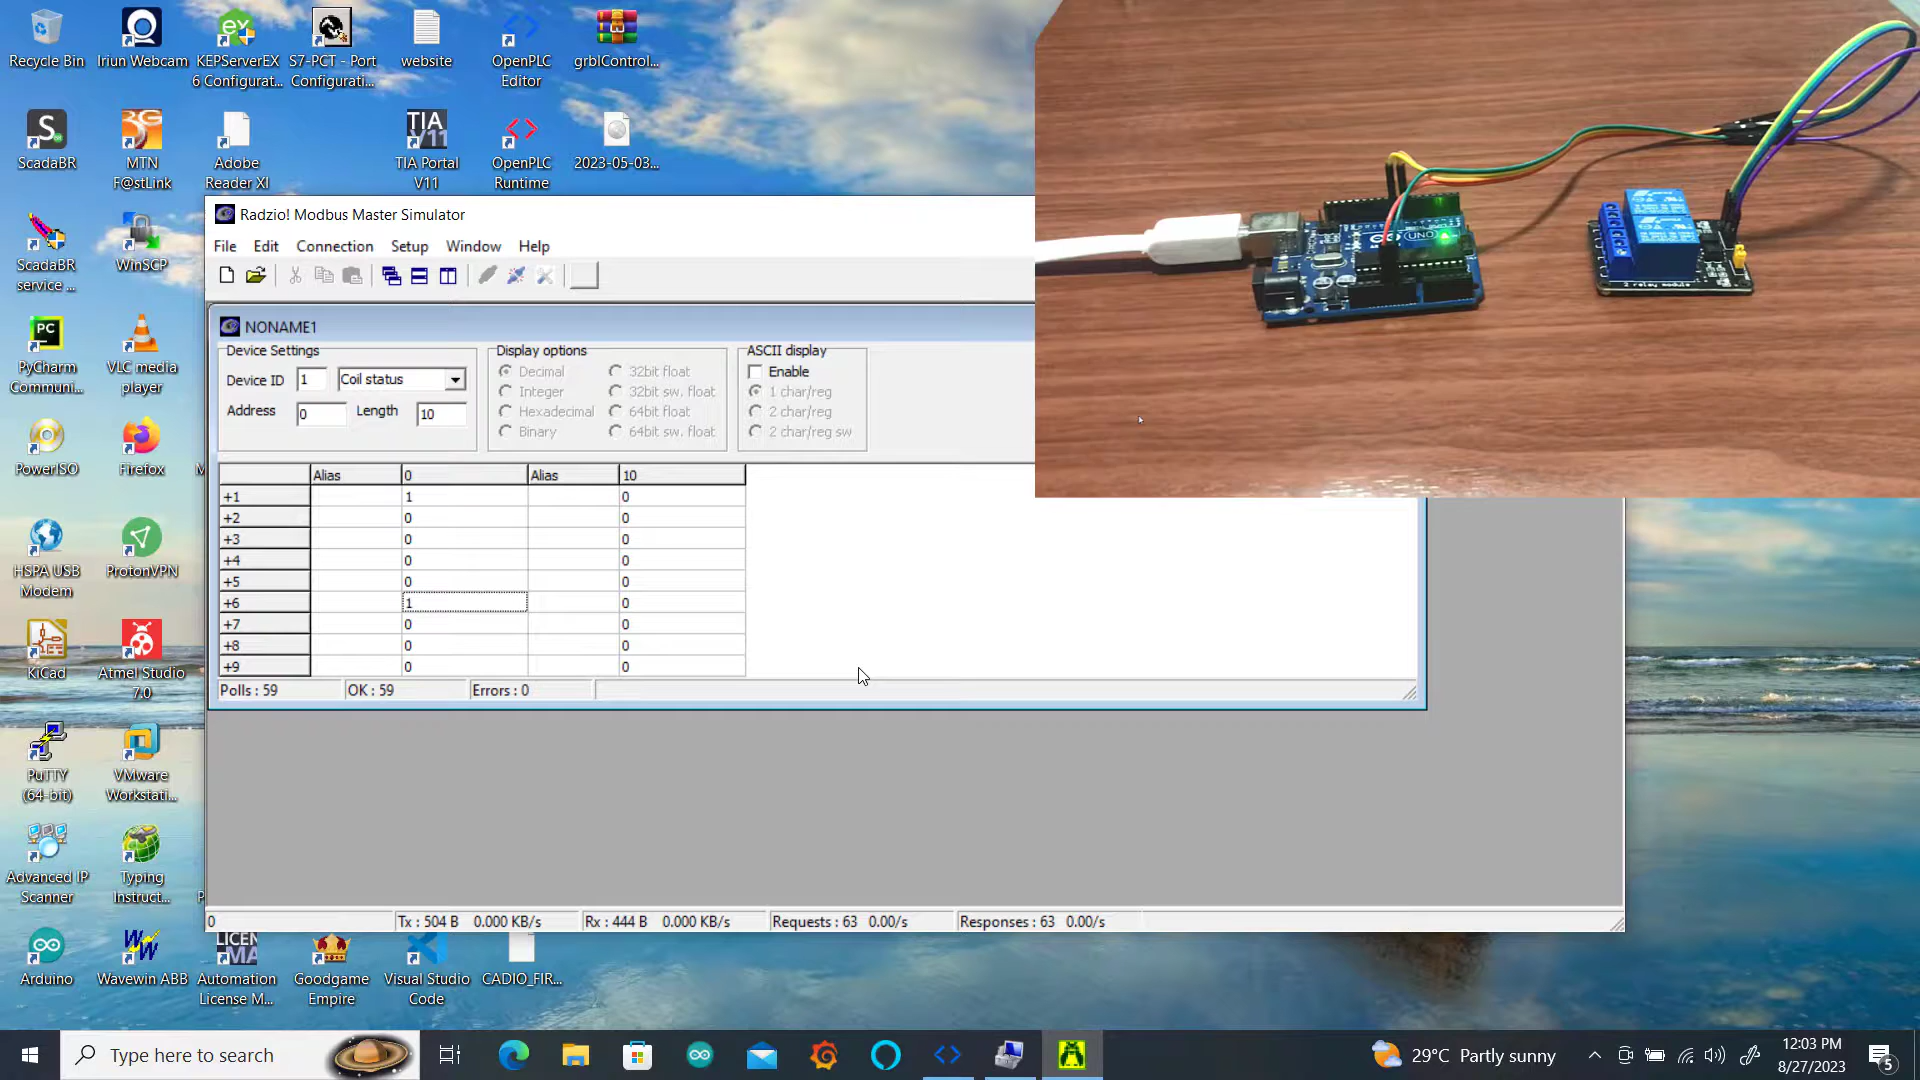 Recycle Bin
Iriun Webcam
KEPServerEX
6 Configurat...
S7-PCT - Port
Configurati...
website
OpenPLC
Editor
grblControl...
ScadaBR
3G
MTN
F@stLink
Adobe
Reader XI
TIA
V11
TIA Portal
V11
OpenPLC
Runtime
2023-05-03...
ScadaBR
service ...
WinSCP
PC
PyCharm
Communi...
VLC media
player
PowerISO
Firefox
HSPA USB
Modem
ProtonVPN
KiCad
Atmel Studio
7.0
PuTTY
(64-bit)
VMware
Workstati...
Advanced IP
Scanner
Typing
Instruct...
Arduino
Wavewin ABB
LICEN
MA
Automation
License M...
Goodgame
Empire
Visual Studio
Code
CADIO_FIR...
Radzio! Modbus Master Simulator
File Edit Connection Setup Window Help
NONAME1
Device Settings
Device ID 1 Coil status
Address 0 Length 10
Display options
Decimal 32bit float
Integer 32bit sw. float
Hexadecimal 64bit float
Binary 64bit sw. float
ASCII display
Enable
1 char/reg
2 char/reg
2 char/reg sw
Alias 0 Alias 10
+1 1 0
+2 0 0
+3 0 0
+4 0 0
+5 0 0
+6 1 0
+7 0 0
+8 0 0
+9 0 0
Polls : 59 OK : 59 Errors : 0
0 Tx : 504 B 0.000 KB/s Rx : 444 B 0.000 KB/s Requests : 63 0.00/s Responses : 63 0.00/s
UNO
2 relay module
Type here to search
29°C Partly sunny
12:03 PM
8/27/2023
5